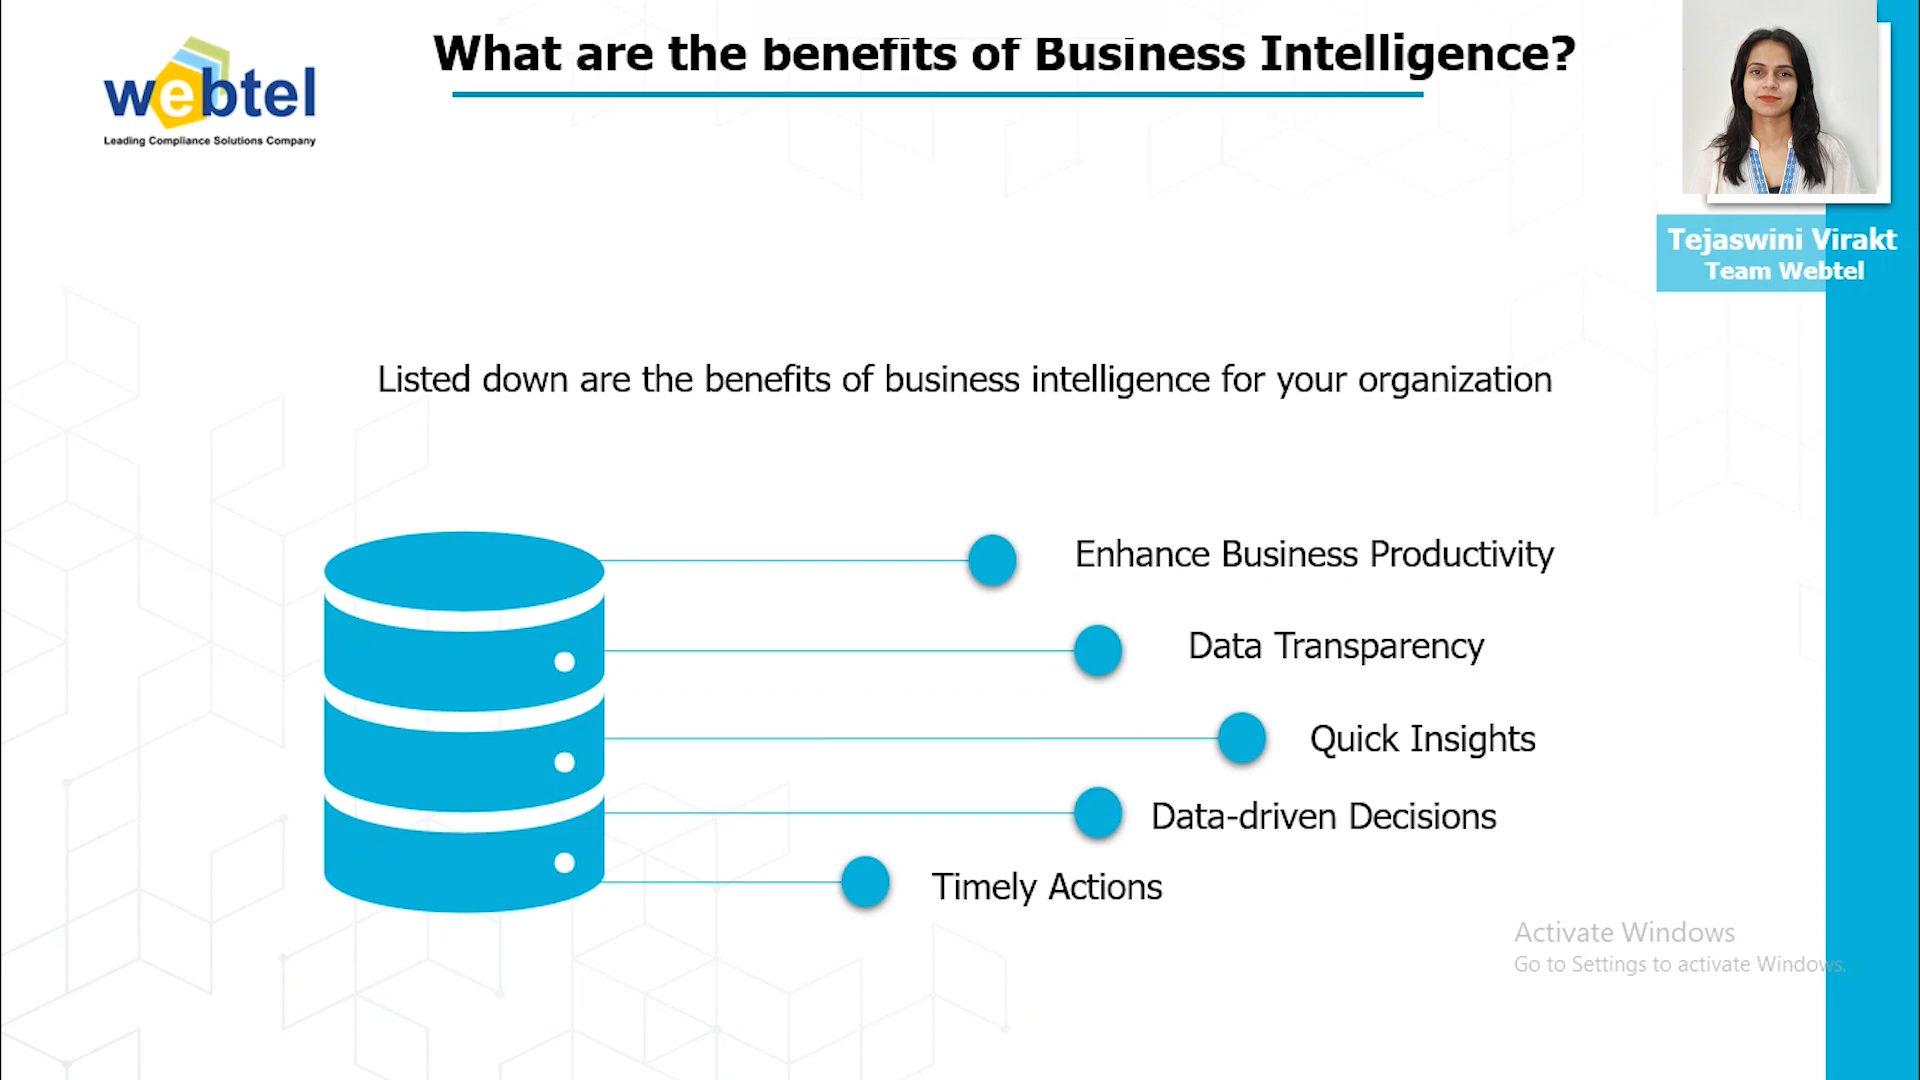 webtel
Leading Compliance Solutions Company
What are the benefits of Business Intelligence?
Tejaswini Virakt
Team Webtel
Listed down are the benefits of business intelligence for your organization
Enhance Business Productivity
Data Transparency
Quick Insights
Data-driven Decisions
Timely Actions
Activate Windows
Go to Settings to activate Windows.